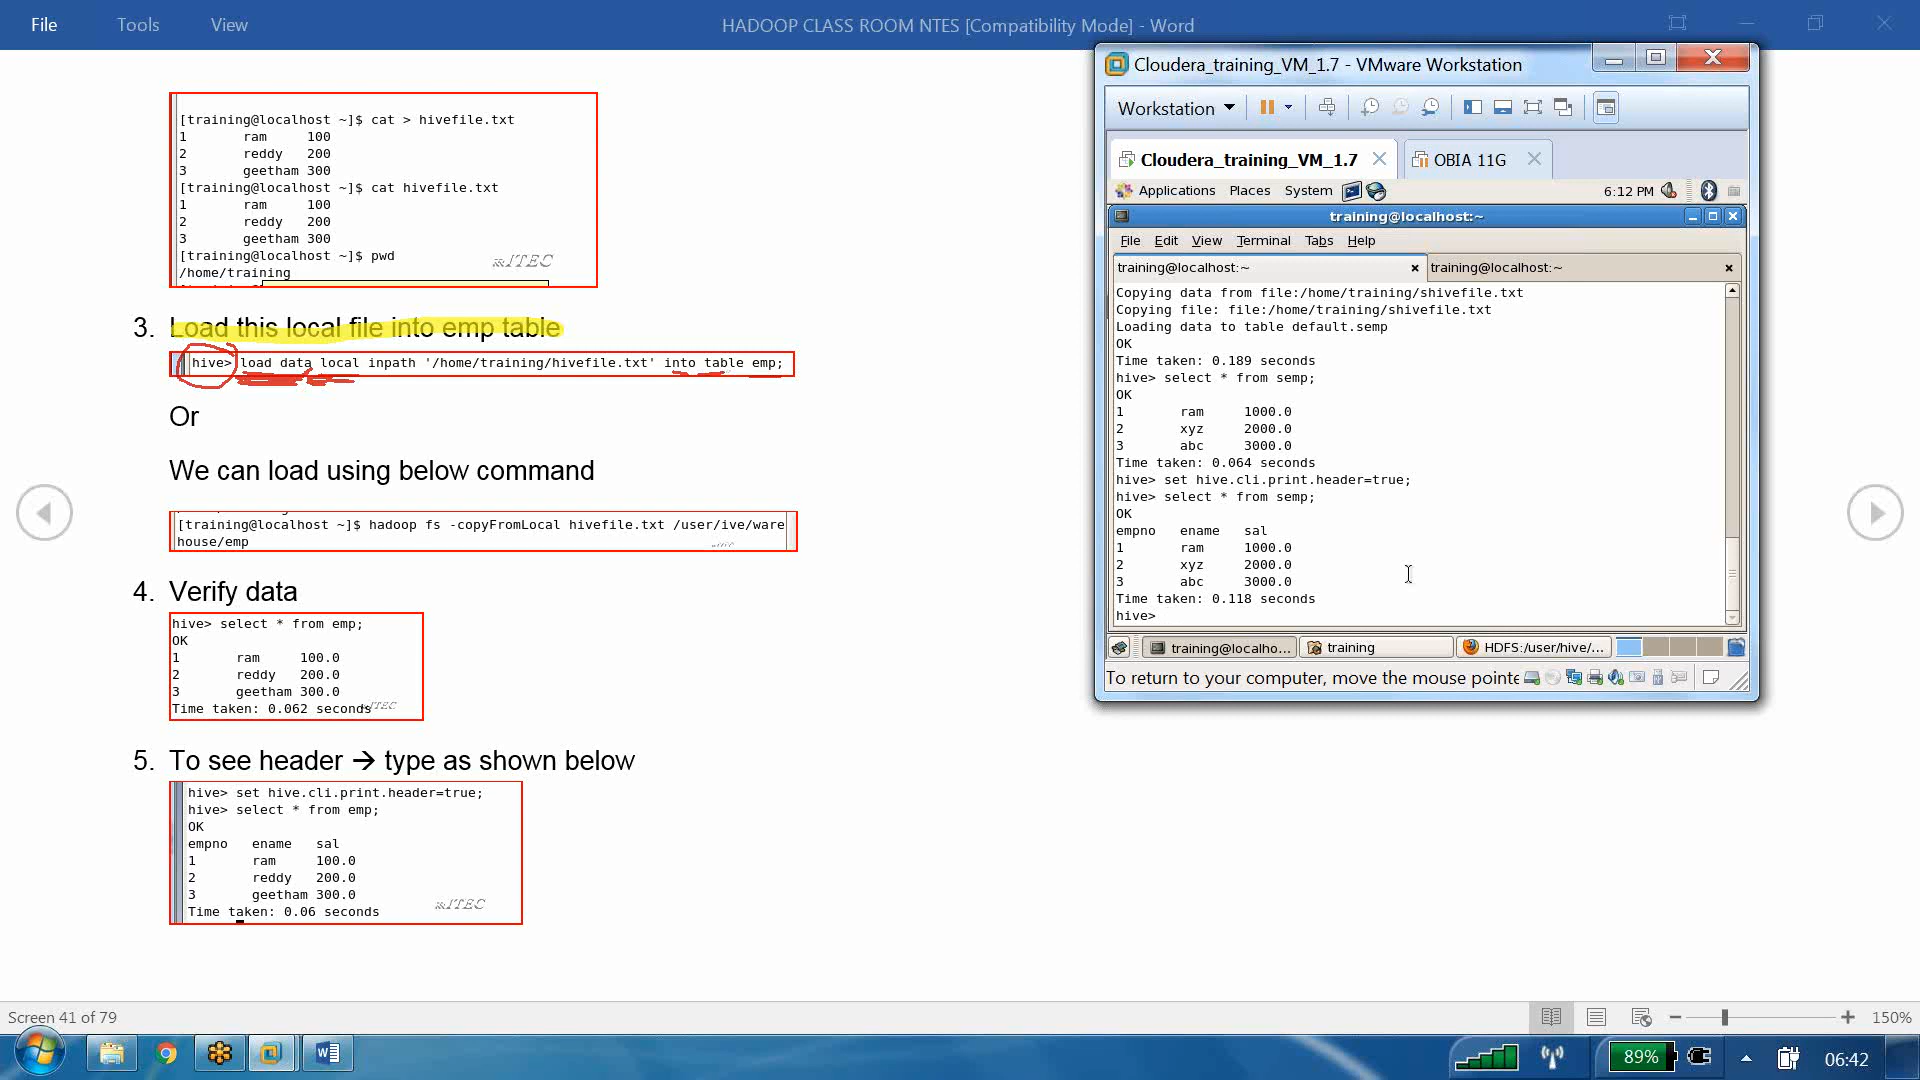 File Tools View HADOOP CLASS ROOM NTES [Compatibility Mode] - Word
[training@localhost ~]$ cat > hivefile.txt
1 ram 100
2 reddy 200
3 geetham 300
[training@localhost ~]$ cat hivefile.txt
1 ram 100
2 reddy 200
3 geetham 300
[training@localhost ~]$ pwd
/home/training
ITEC
3. Load this local file into emp table
hive> load data local inpath '/home/training/hivefile.txt' into table emp;
Or
We can load using below command
[training@localhost ~]$ hadoop fs -copyFromLocal hivefile.txt /user/ive/ware
house/emp
4. Verify data
hive> select * from emp;
OK
1 ram 100.0
2 reddy 200.0
3 geetham 300.0
Time taken: 0.062 seconds
ITEC
5. To see header → type as shown below
hive> set hive.cli.print.header=true;
hive> select * from emp;
OK
empno ename sal
1 ram 100.0
2 reddy 200.0
3 geetham 300.0
Time taken: 0.06 seconds
ITEC
Cloudera_training_VM_1.7 - VMware Workstation
Workstation
Cloudera_training_VM_1.7 OBIA 11G
Applications Places System 6:12 PM
training@localhost:~
File Edit View Terminal Tabs Help
training@localhost:~ training@localhost:~
Copying data from file:/home/training/shivefile.txt
Copying file: file:/home/training/shivefile.txt
Loading data to table default.semp
OK
Time taken: 0.189 seconds
hive> select * from semp;
OK
1 ram 1000.0
2 xyz 2000.0
3 abc 3000.0
Time taken: 0.064 seconds
hive> set hive.cli.print.header=true;
hive> select * from semp;
OK
empno ename sal
1 ram 1000.0
2 xyz 2000.0
3 abc 3000.0
Time taken: 0.118 seconds
hive>
training@localho... training HDFS:/user/hive/...
To return to your computer, move the mouse pointe
Screen 41 of 79 150%
89% 06:42